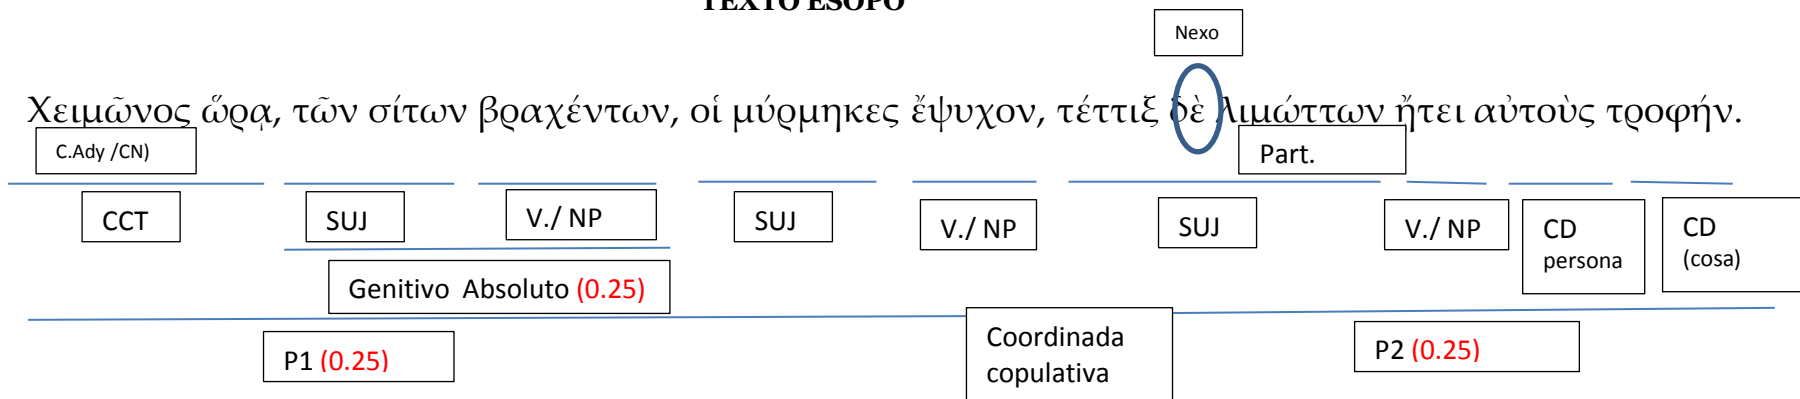 TEXTO ESOPO
Nexo
Χειμῶνος ὥρᾳ, τῶν σίτων βραχέντων, οἱ μύρμηκες ἔψυχον, τέττιξ δὲ λιμώττων ᾔτει αὐτοὺς τροφήν.
C.Ady /CN)
Part.
CCT
SUJ
V./ NP
SUJ
V./ NP
SUJ
V./ NP
CD
persona
CD
(cosa)
Genitivo Absoluto (0.25)
P1 (0.25)
Coordinada
copulativa
P2 (0.25)